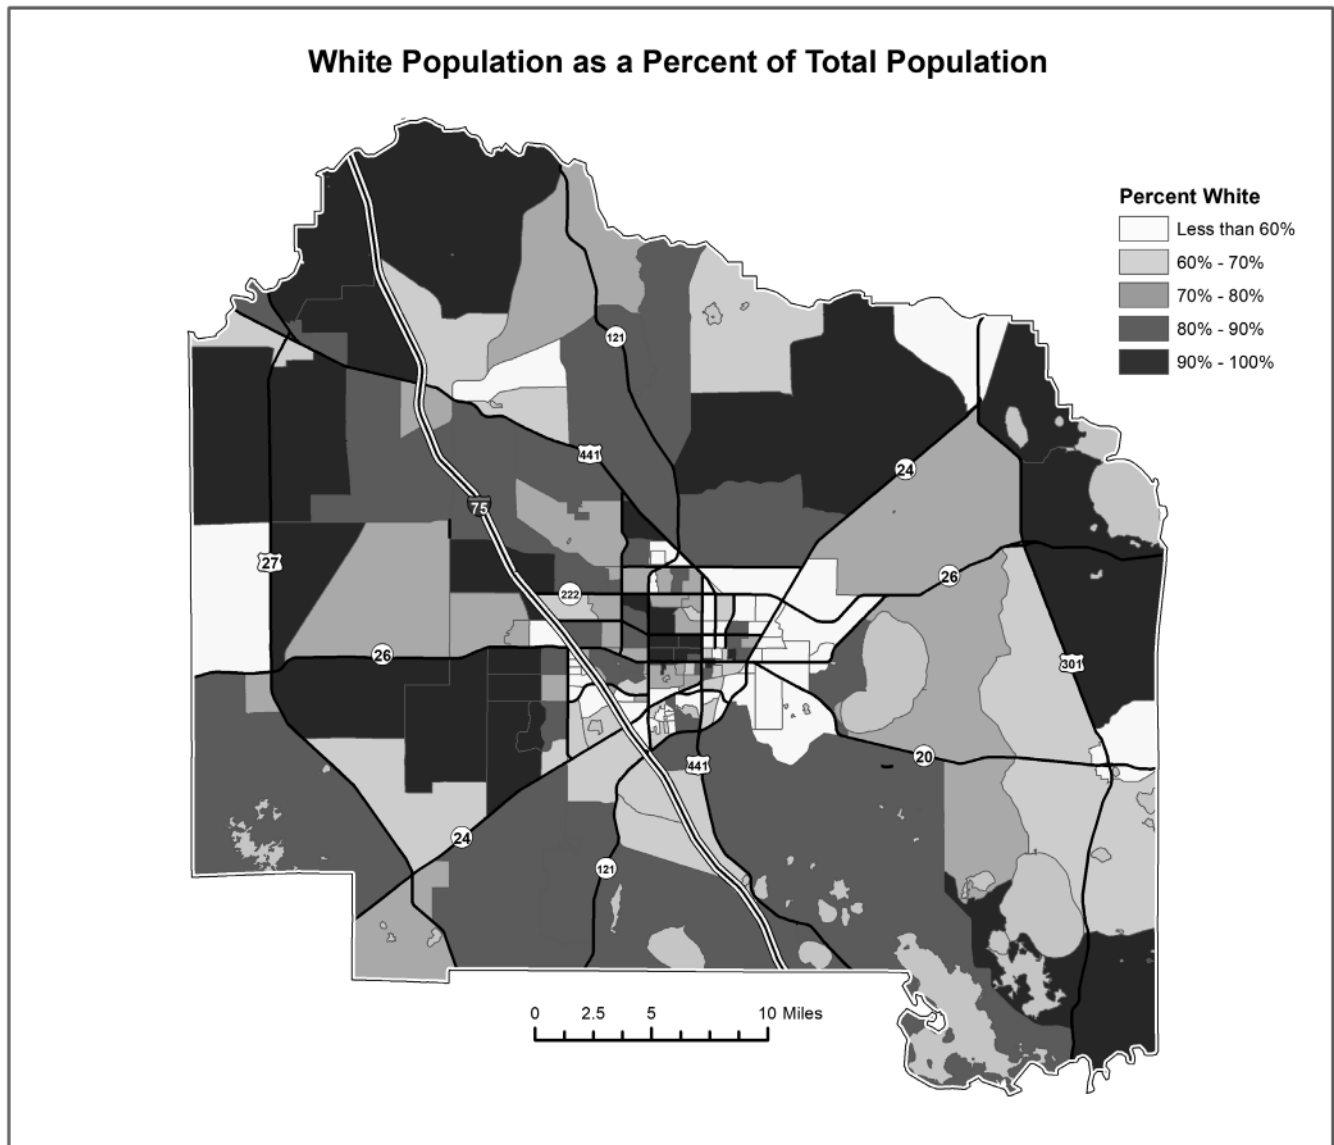 White Population as a Percent of Total Population
Percent White
Less than 60%
60% - 70%
70% - 80%
80% - 90%
90% - 100%
121
441
24
75
27
222
26
26
301
441
20
24
121
0 2.5 5 10 Miles